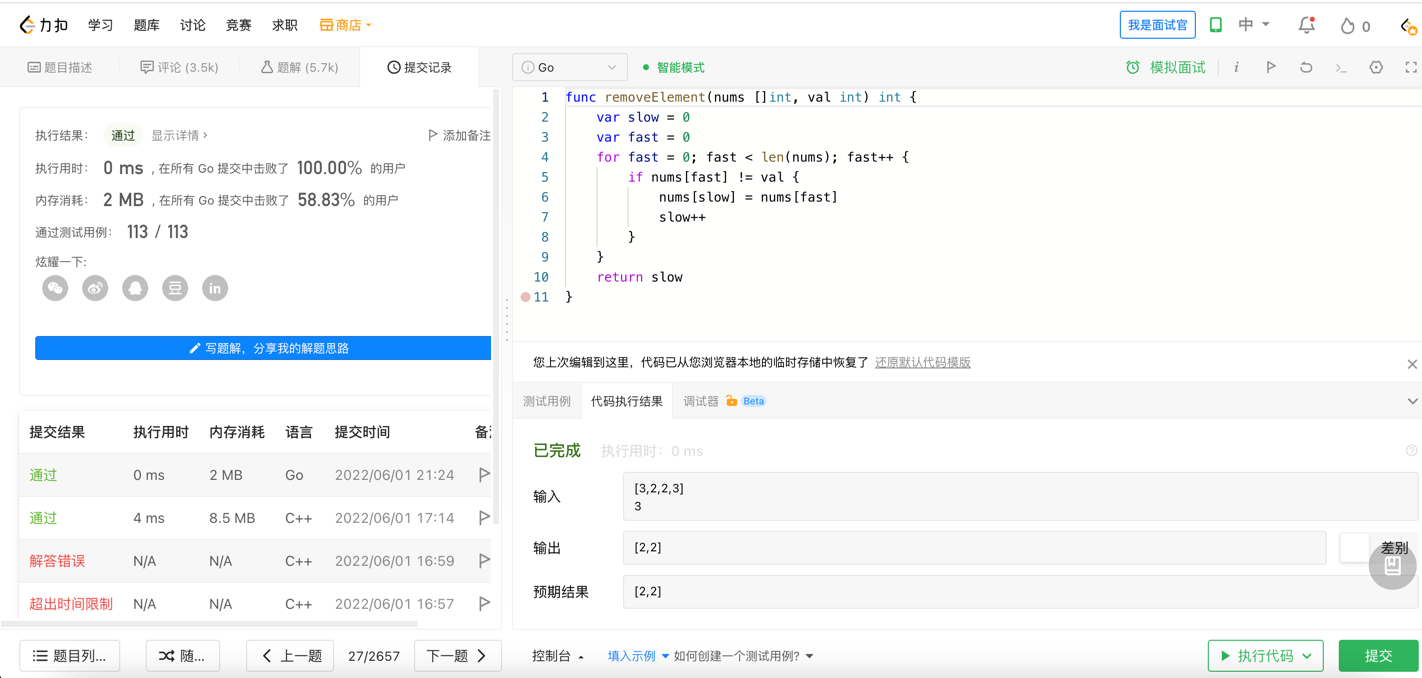 力扣 学习 题库 讨论 竞赛 求职 商店 我是面试官 中 0
题目描述 评论 (3.5k) 题解 (5.7k) 提交记录
执行结果： 通过 显示详情 > 添加备注
执行用时： 0 ms , 在所有 Go 提交中击败了 100.00% 的用户
内存消耗： 2 MB , 在所有 Go 提交中击败了 58.83% 的用户
通过测试用例： 113 / 113
炫耀一下:
豆 in
写题解，分享我的解题思路
提交结果 执行用时 内存消耗 语言 提交时间
通过 0 ms 2 MB Go 2022/06/01 21:24
通过 4 ms 8.5 MB C++ 2022/06/01 17:14
解答错误 N/A N/A C++ 2022/06/01 16:59
超出时间限制 N/A N/A C++ 2022/06/01 16:57
题目列... 随... 上一题 27/2657 下一题
Go 智能模式 模拟面试 i
1 func removeElement(nums []int, val int) int {
2 var slow = 0
3 var fast = 0
4 for fast = 0; fast < len(nums); fast++ {
5 if nums[fast] != val {
6 nums[slow] = nums[fast]
7 slow++
8 }
9 }
10 return slow
11 }
您上次编辑到这里，代码已从您浏览器本地的临时存储中恢复了 还原默认代码模版
测试用例 代码执行结果 调试器 Beta
已完成 执行用时：0 ms
输入
[3,2,2,3]
3
输出 [2,2] 差别
预期结果 [2,2]
控制台 填入示例 如何创建一个测试用例? 执行代码 提交